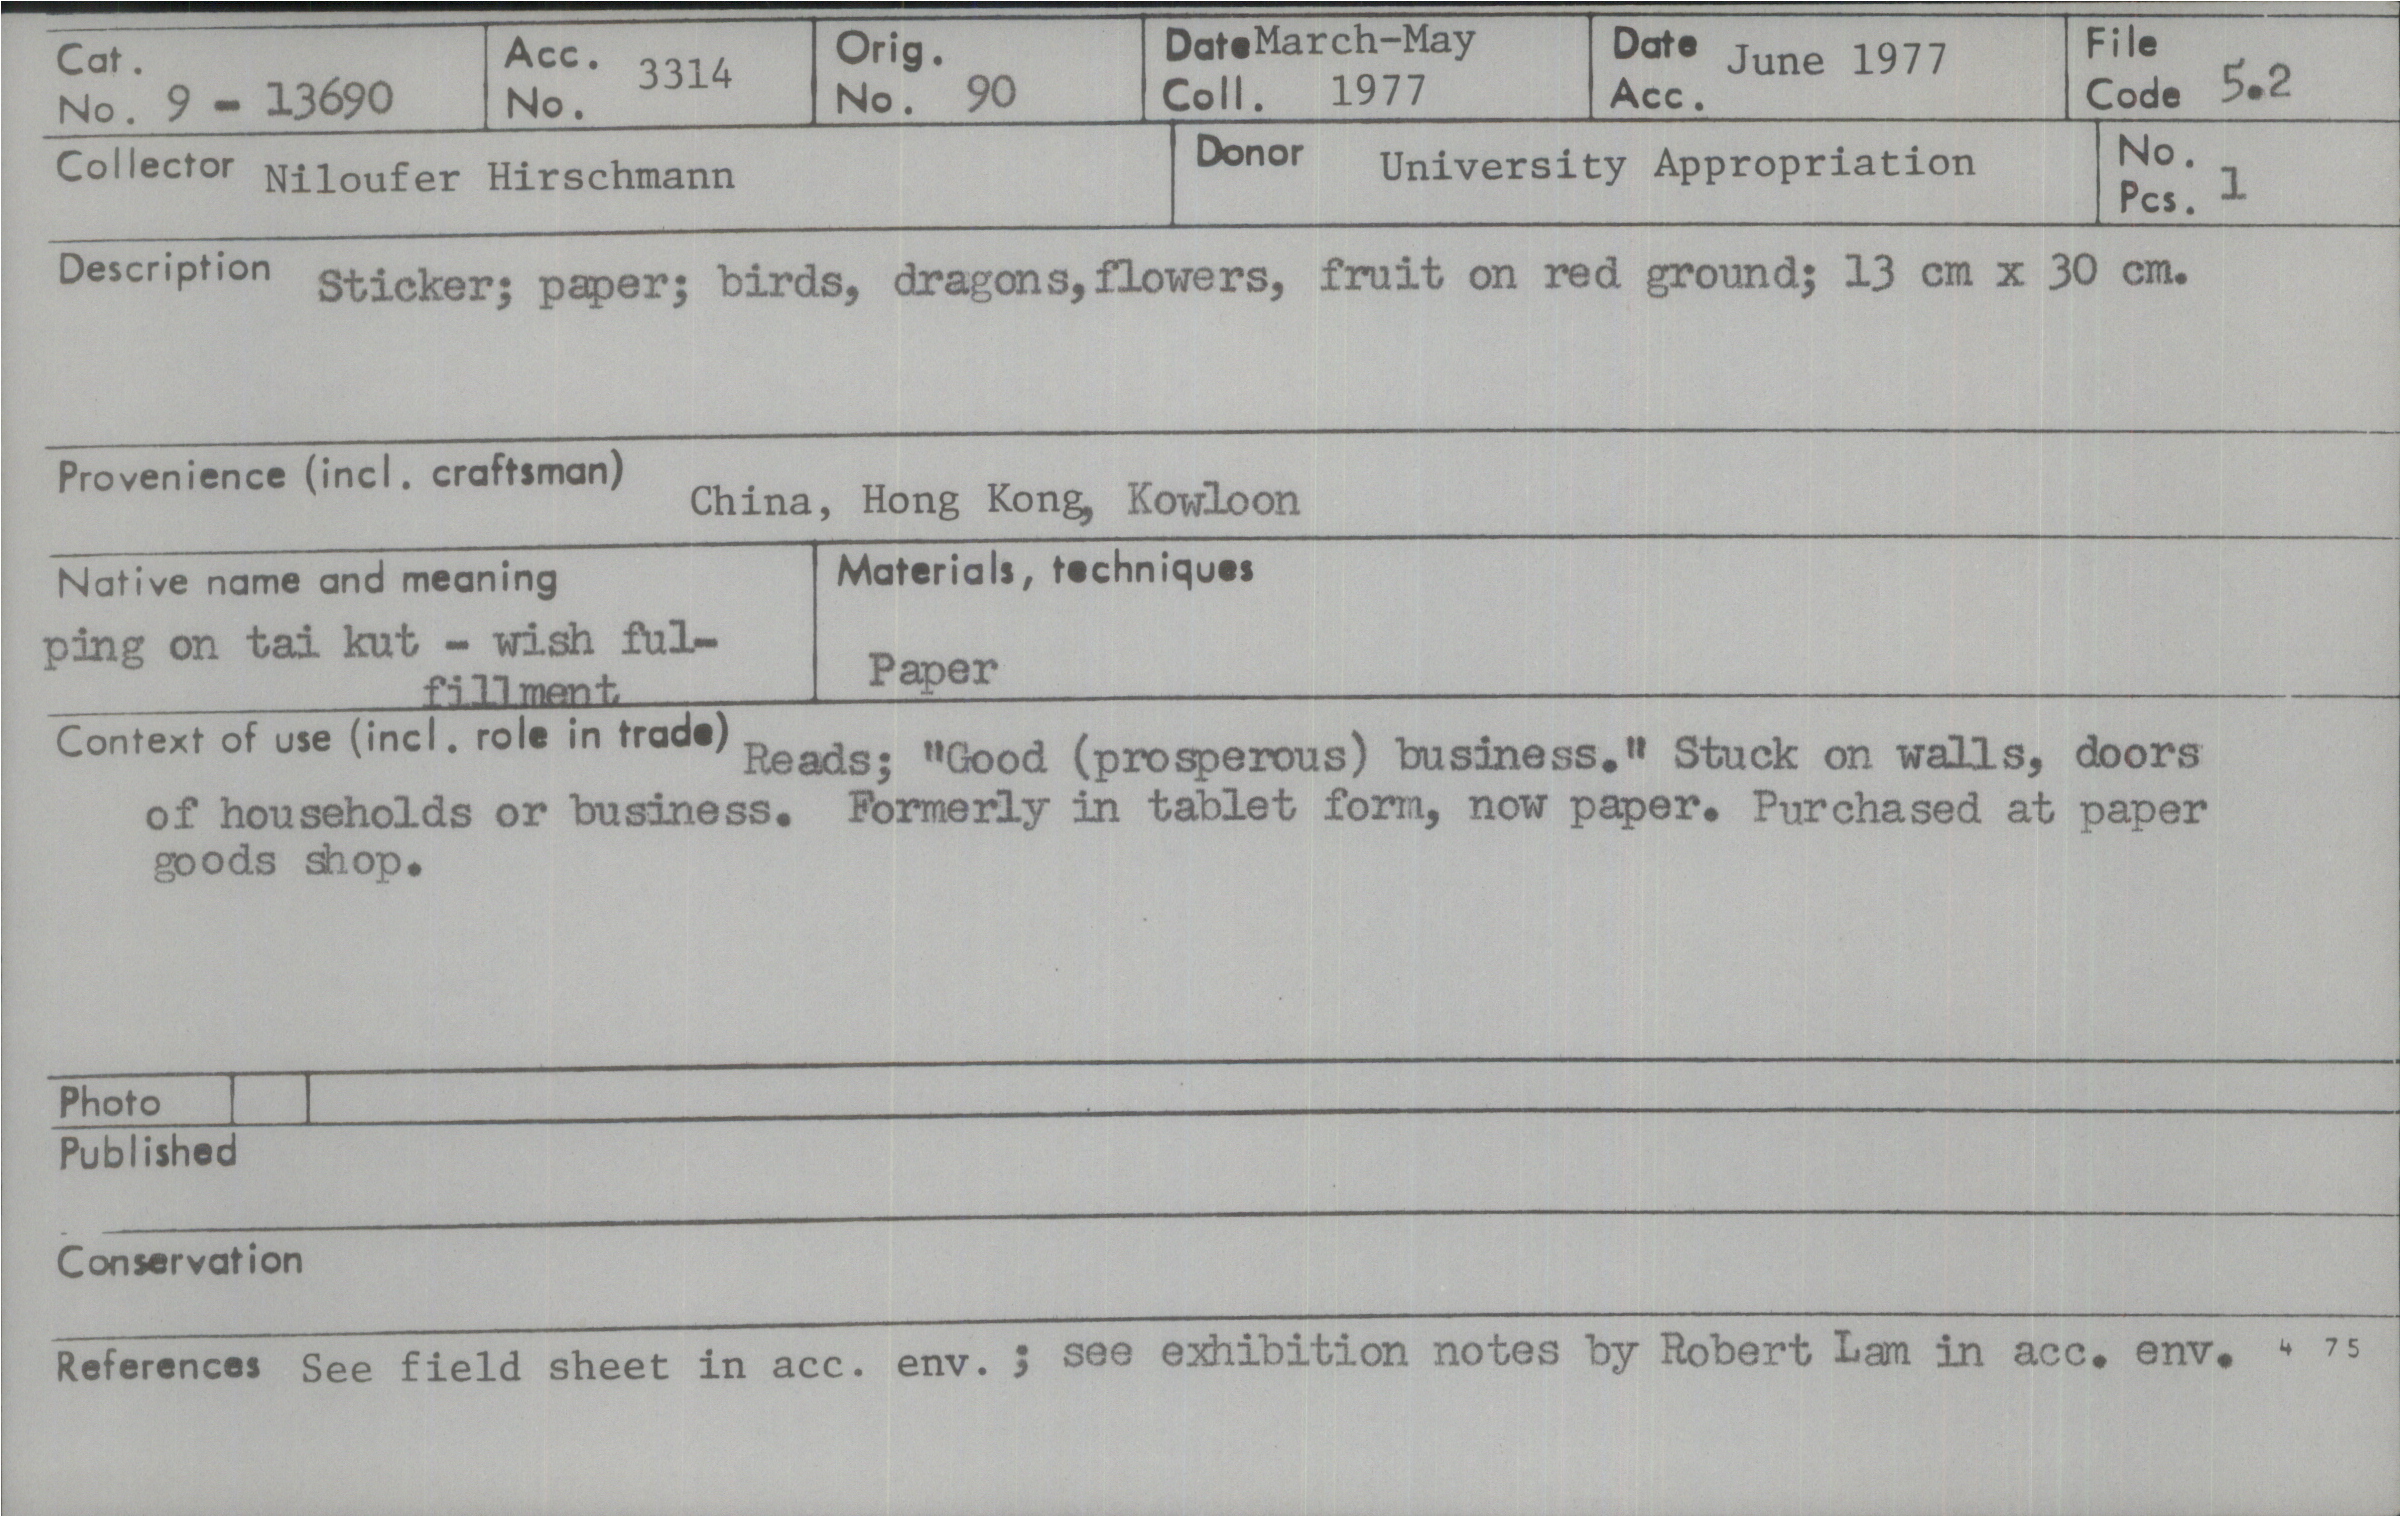 Cat. No. 9 - 13690
Acc. No. 3314
Orig. No. 90
Date Coll. March-May 1977
Date Acc. June 1977
File Code 5.2
Collector Niloufer Hirschmann
Donor University Appropriation
No. Pcs. 1
Description Sticker; paper; birds, dragons, flowers, fruit on red ground; 13 cm x 30 cm.
Provenience (incl. craftsman) China, Hong Kong, Kowloon
Native name and meaning
ping on tai kut - wish ful-
fillment
Materials, techniques
Paper
Context of use (incl. role in trade) Reads; "Good (prosperous) business." Stuck on walls, doors
of households or business. Formerly in tablet form, now paper. Purchased at paper
goods shop.
Photo
Published
Conservation
References See field sheet in acc. env. ; see exhibition notes by Robert Lam in acc. env. 4 75